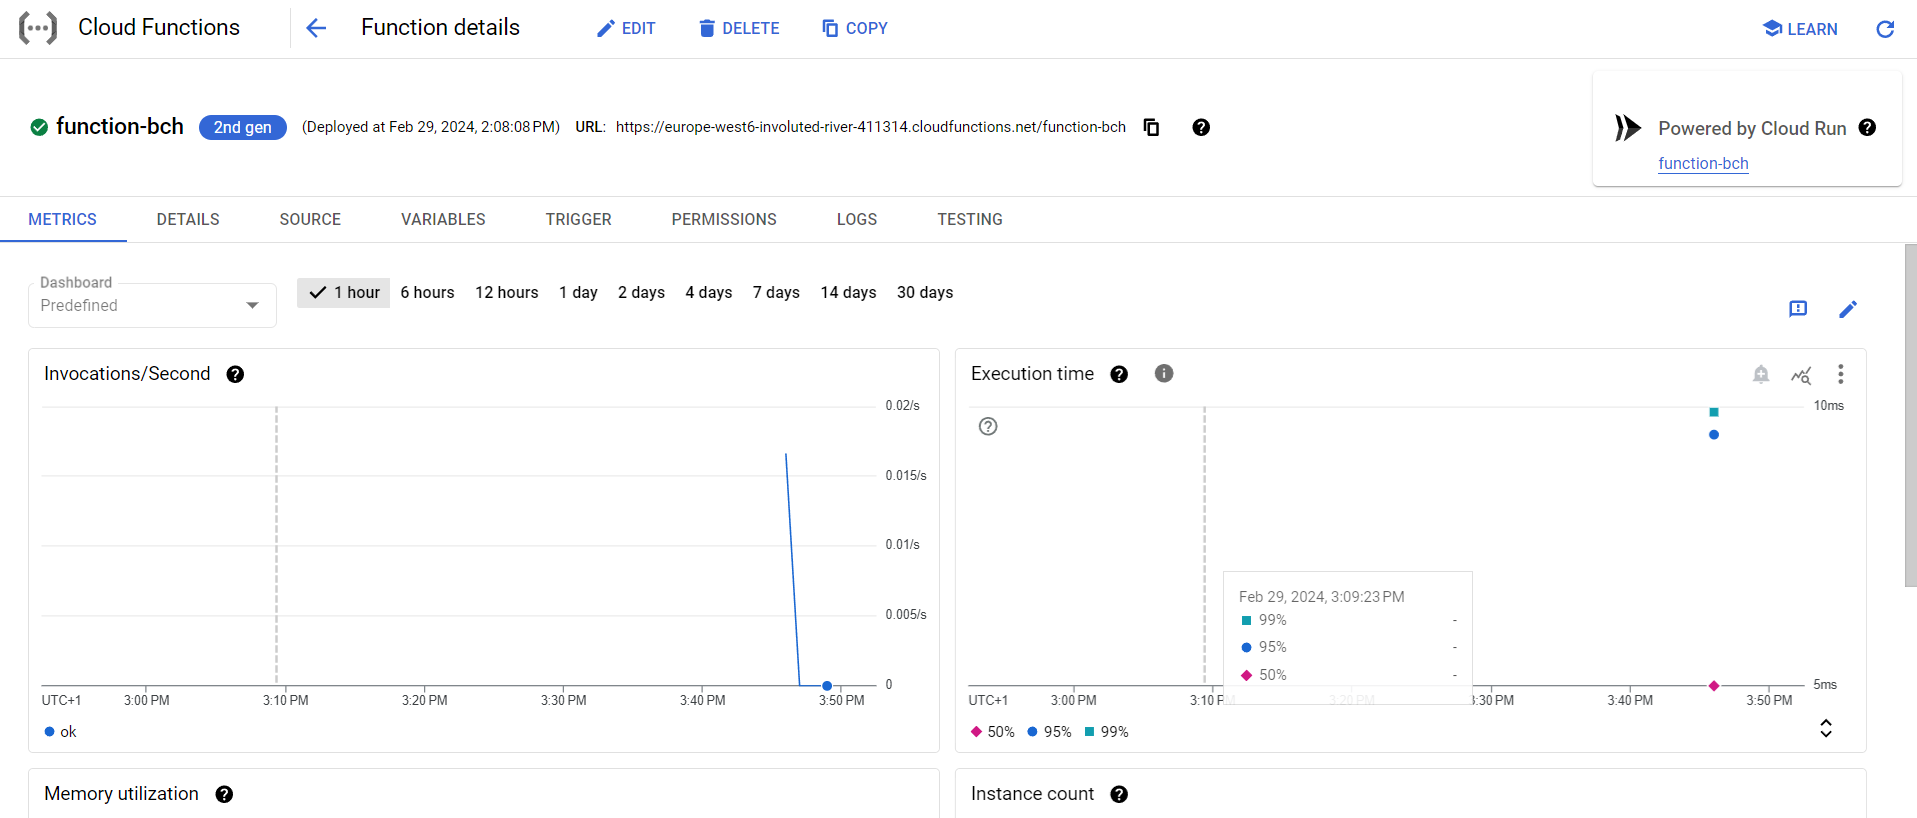 Cloud Functions Function details EDIT DELETE COPY LEARN
function-bch 2nd gen (Deployed at Feb 29, 2024, 2:08:08 PM) URL: https://europe-west6-involuted-river-411314.cloudfunctions.net/function-bch
Powered by Cloud Run
function-bch
METRICS DETAILS SOURCE VARIABLES TRIGGER PERMISSIONS LOGS TESTING
Dashboard
Predefined
1 hour 6 hours 12 hours 1 day 2 days 4 days 7 days 14 days 30 days
Invocations/Second
0.02/s
0.015/s
0.01/s
0.005/s
0
UTC+1 3:00 PM 3:10 PM 3:20 PM 3:30 PM 3:40 PM 3:50 PM
ok
Execution time
10ms
Feb 29, 2024, 3:09:23 PM
99% -
95% -
50% -
5ms
UTC+1 3:00 PM 3:10 P 3:20 PM 3:30 PM 3:40 PM 3:50 PM
50% 95% 99%
Memory utilization
Instance count